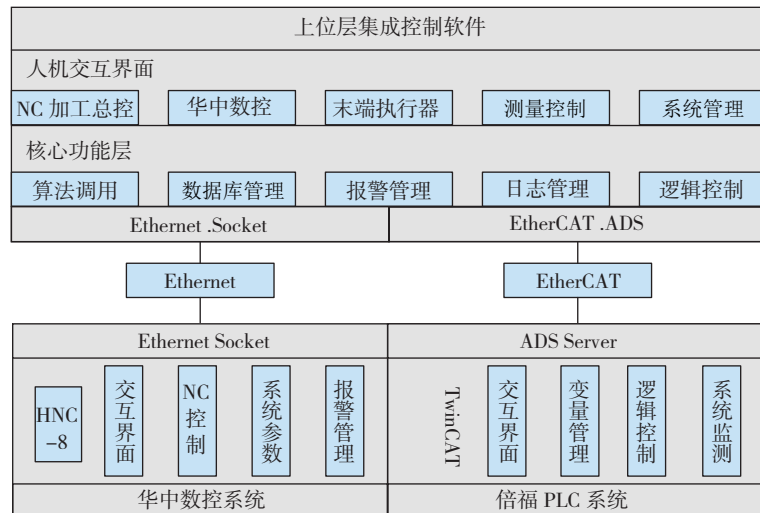 上位层集成控制软件
人机交互界面
NC 加工总控
华中数控
末端执行器
测量控制
系统管理
核心功能层
算法调用
数据库管理
报警管理
日志管理
逻辑控制
Ethernet .Socket
EtherCAT .ADS
Ethernet
EtherCAT
Ethernet Socket
ADS Server
HNC
-8
交互界面
NC
控制
系统参数
报警管理
TwinCAT
交互界面
变量管理
逻辑控制
系统监测
华中数控系统
倍福 PLC 系统